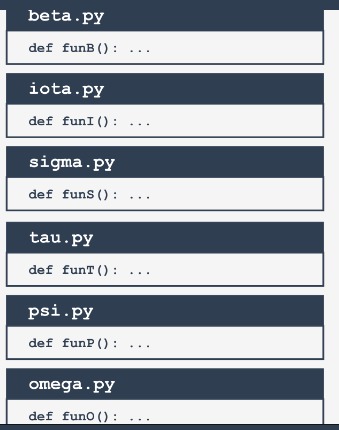 beta.py
def funB(): ...
iota.py
def funI(): ...
sigma.py
def funS(): ...
tau.py
def funT(): ...
psi.py
def funP(): ...
omega.py
def funO(): ...